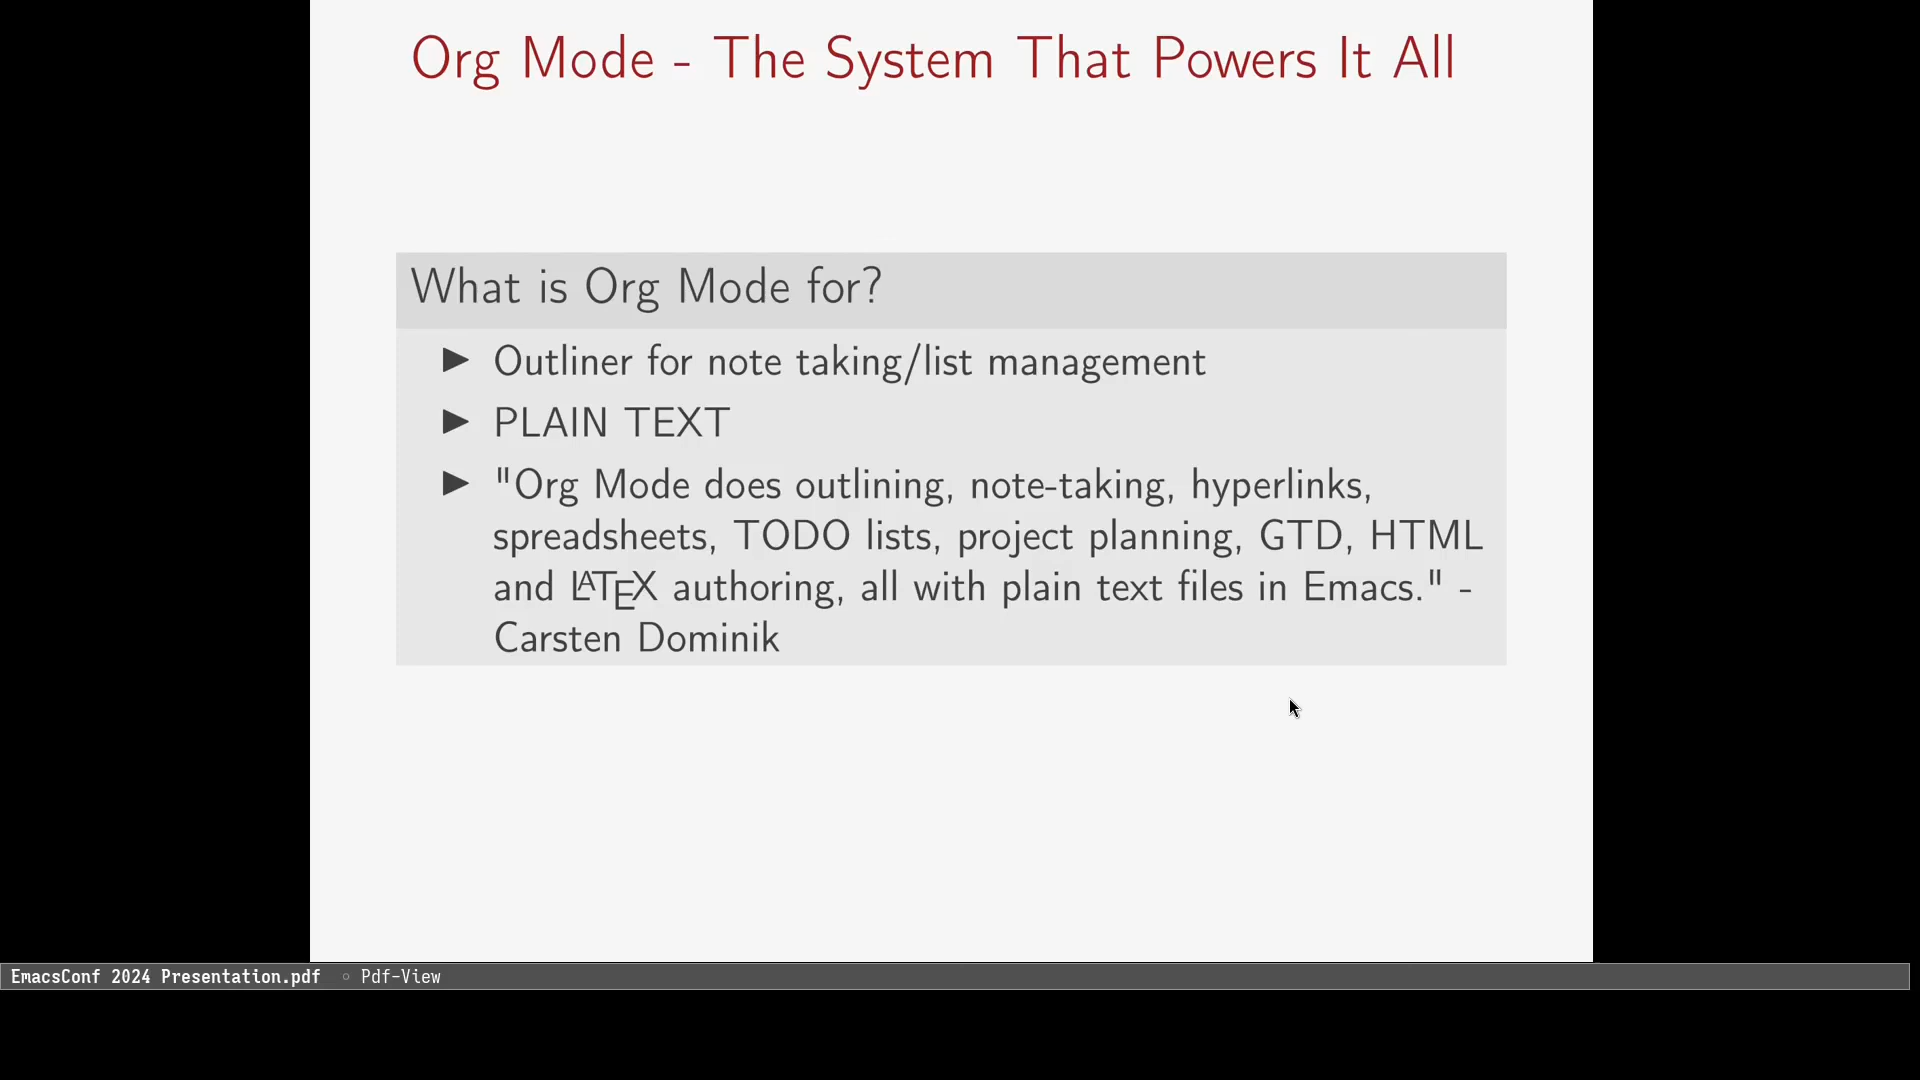 Org Mode - The System That Powers It All
What is Org Mode for?
▶ Outliner for note taking/list management
▶ PLAIN TEXT
▶ "Org Mode does outlining, note-taking, hyperlinks,
spreadsheets, TODO lists, project planning, GTD, HTML
and LATEX authoring, all with plain text files in Emacs." -
Carsten Dominik
EmacsConf 2024 Presentation.pdf ◦ Pdf-View